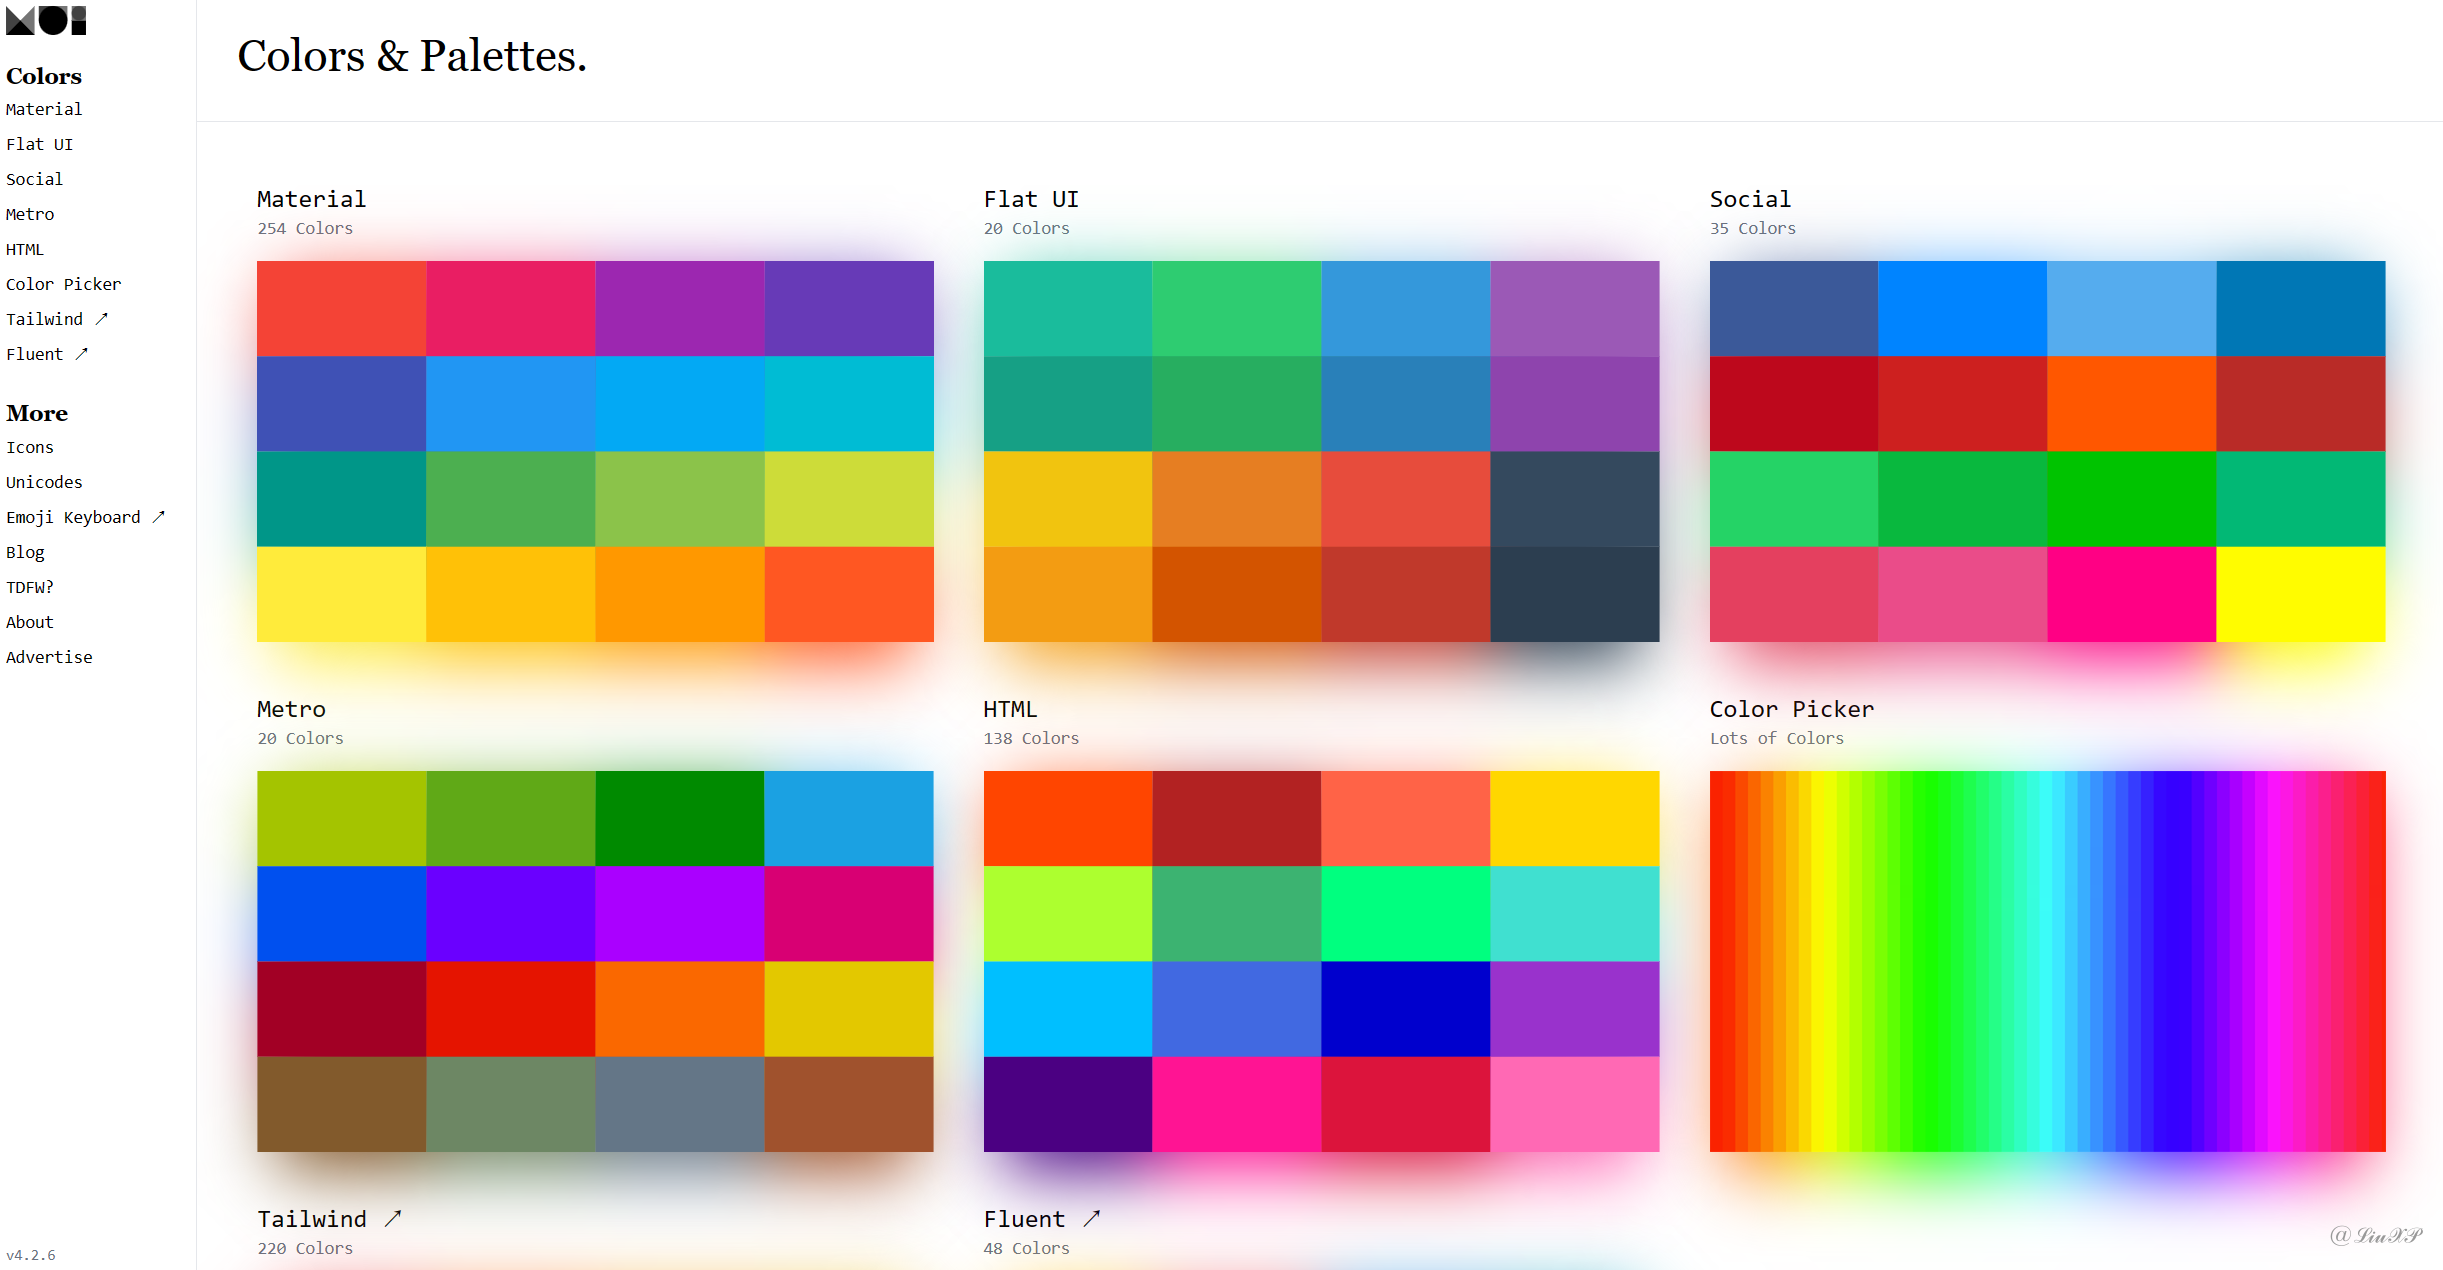 Colors
Material
Flat UI
Social
Metro
HTML
Color Picker
Tailwind ↗
Fluent ↗
More
Icons
Unicodes
Emoji Keyboard ↗
Blog
TDFW?
About
Advertise
v4.2.6
Colors & Palettes.
Material
254 Colors
Flat UI
20 Colors
Social
35 Colors
Metro
20 Colors
HTML
138 Colors
Color Picker
Lots of Colors
Tailwind ↗
220 Colors
Fluent ↗
48 Colors
@LiuXP